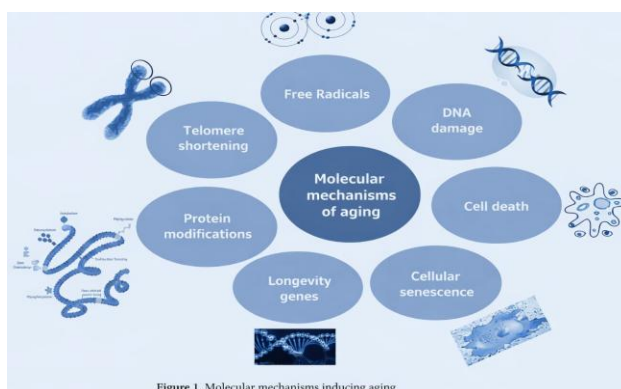 Free Radicals
DNA
damage
Telomere
shortening
Molecular
mechanisms
of aging
Cell death
Protein
modifications
Longevity
genes
Cellular
senescence
Figure 1. Molecular mechanisms inducing aging